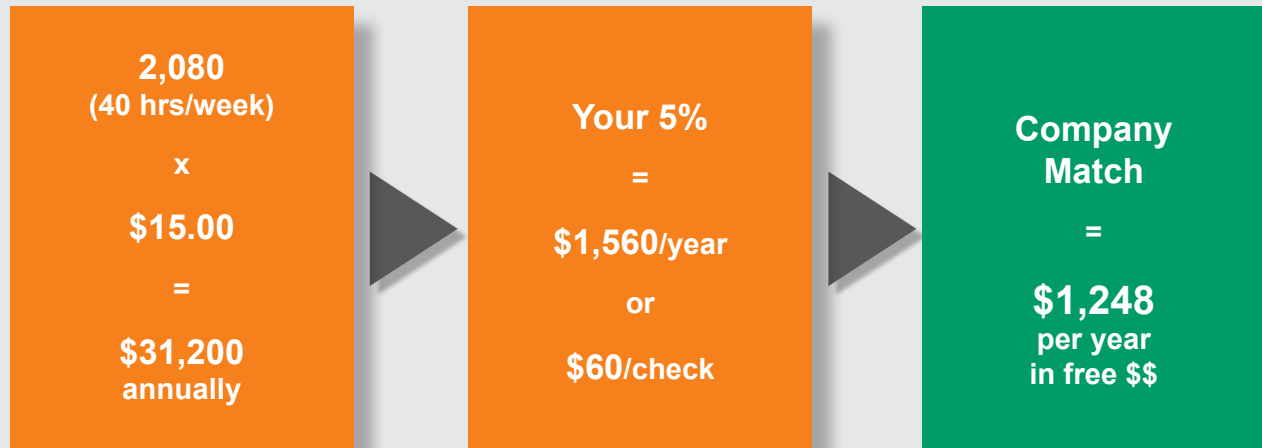 2,080
(40 hrs/week)
x
$15.00
=
$31,200
annually
Your 5%
=
$1,560/year
or
$60/check
Company
Match
=
$1,248
per year
in free $$